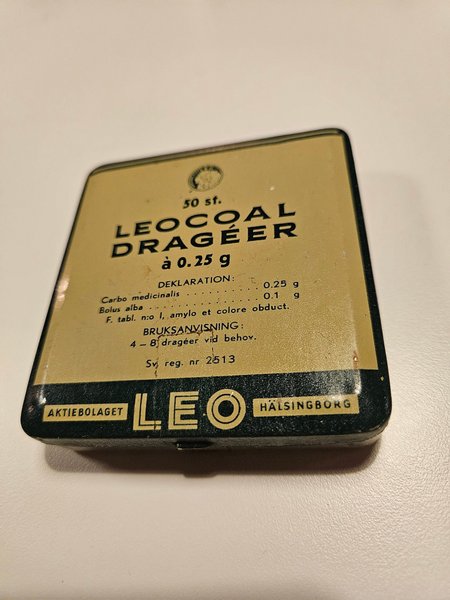 50 st.
LEOCOAL
DRAGÉER
à 0.25 g
DEKLARATION:
Carbo medicinalis . . . . . . . . . . 0.25 g
Bolus alba . . . . . . . . . . . . . . . 0.1 g
F. tabl. n:o I, amylo et colore obduct.
BRUKSANVISNING:
4 – 8 dragéer vid behov.
Sv. reg. nr 2513
AKTIEBOLAGET LEO HÄLSINGBORG